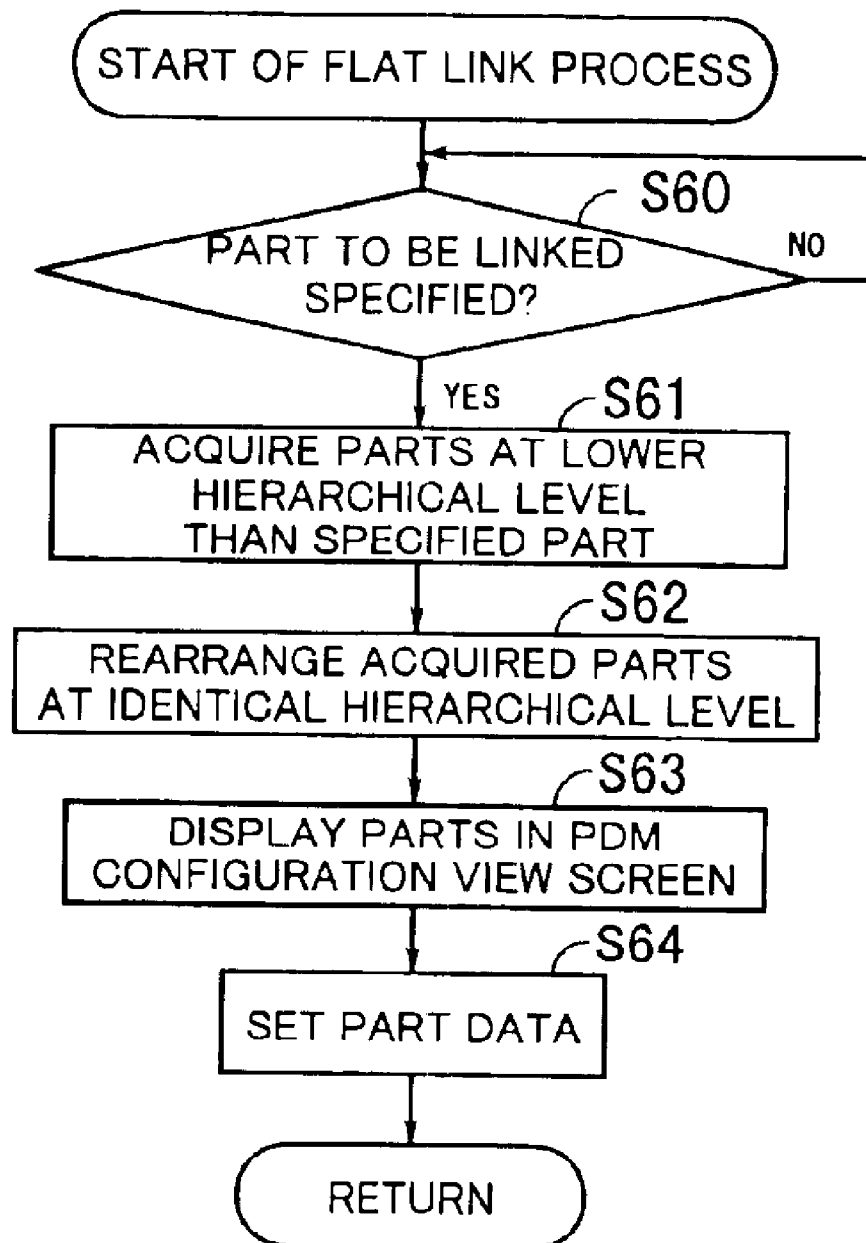 START OF FLAT LINK PROCESS
S60
PART TO BE LINKED
SPECIFIED?
NO
YES
S61
ACQUIRE PARTS AT LOWER
HIERARCHICAL LEVEL
THAN SPECIFIED PART
S62
REARRANGE ACQUIRED PARTS
AT IDENTICAL HIERARCHICAL LEVEL
S63
DISPLAY PARTS IN PDM
CONFIGURATION VIEW SCREEN
S64
SET PART DATA
RETURN